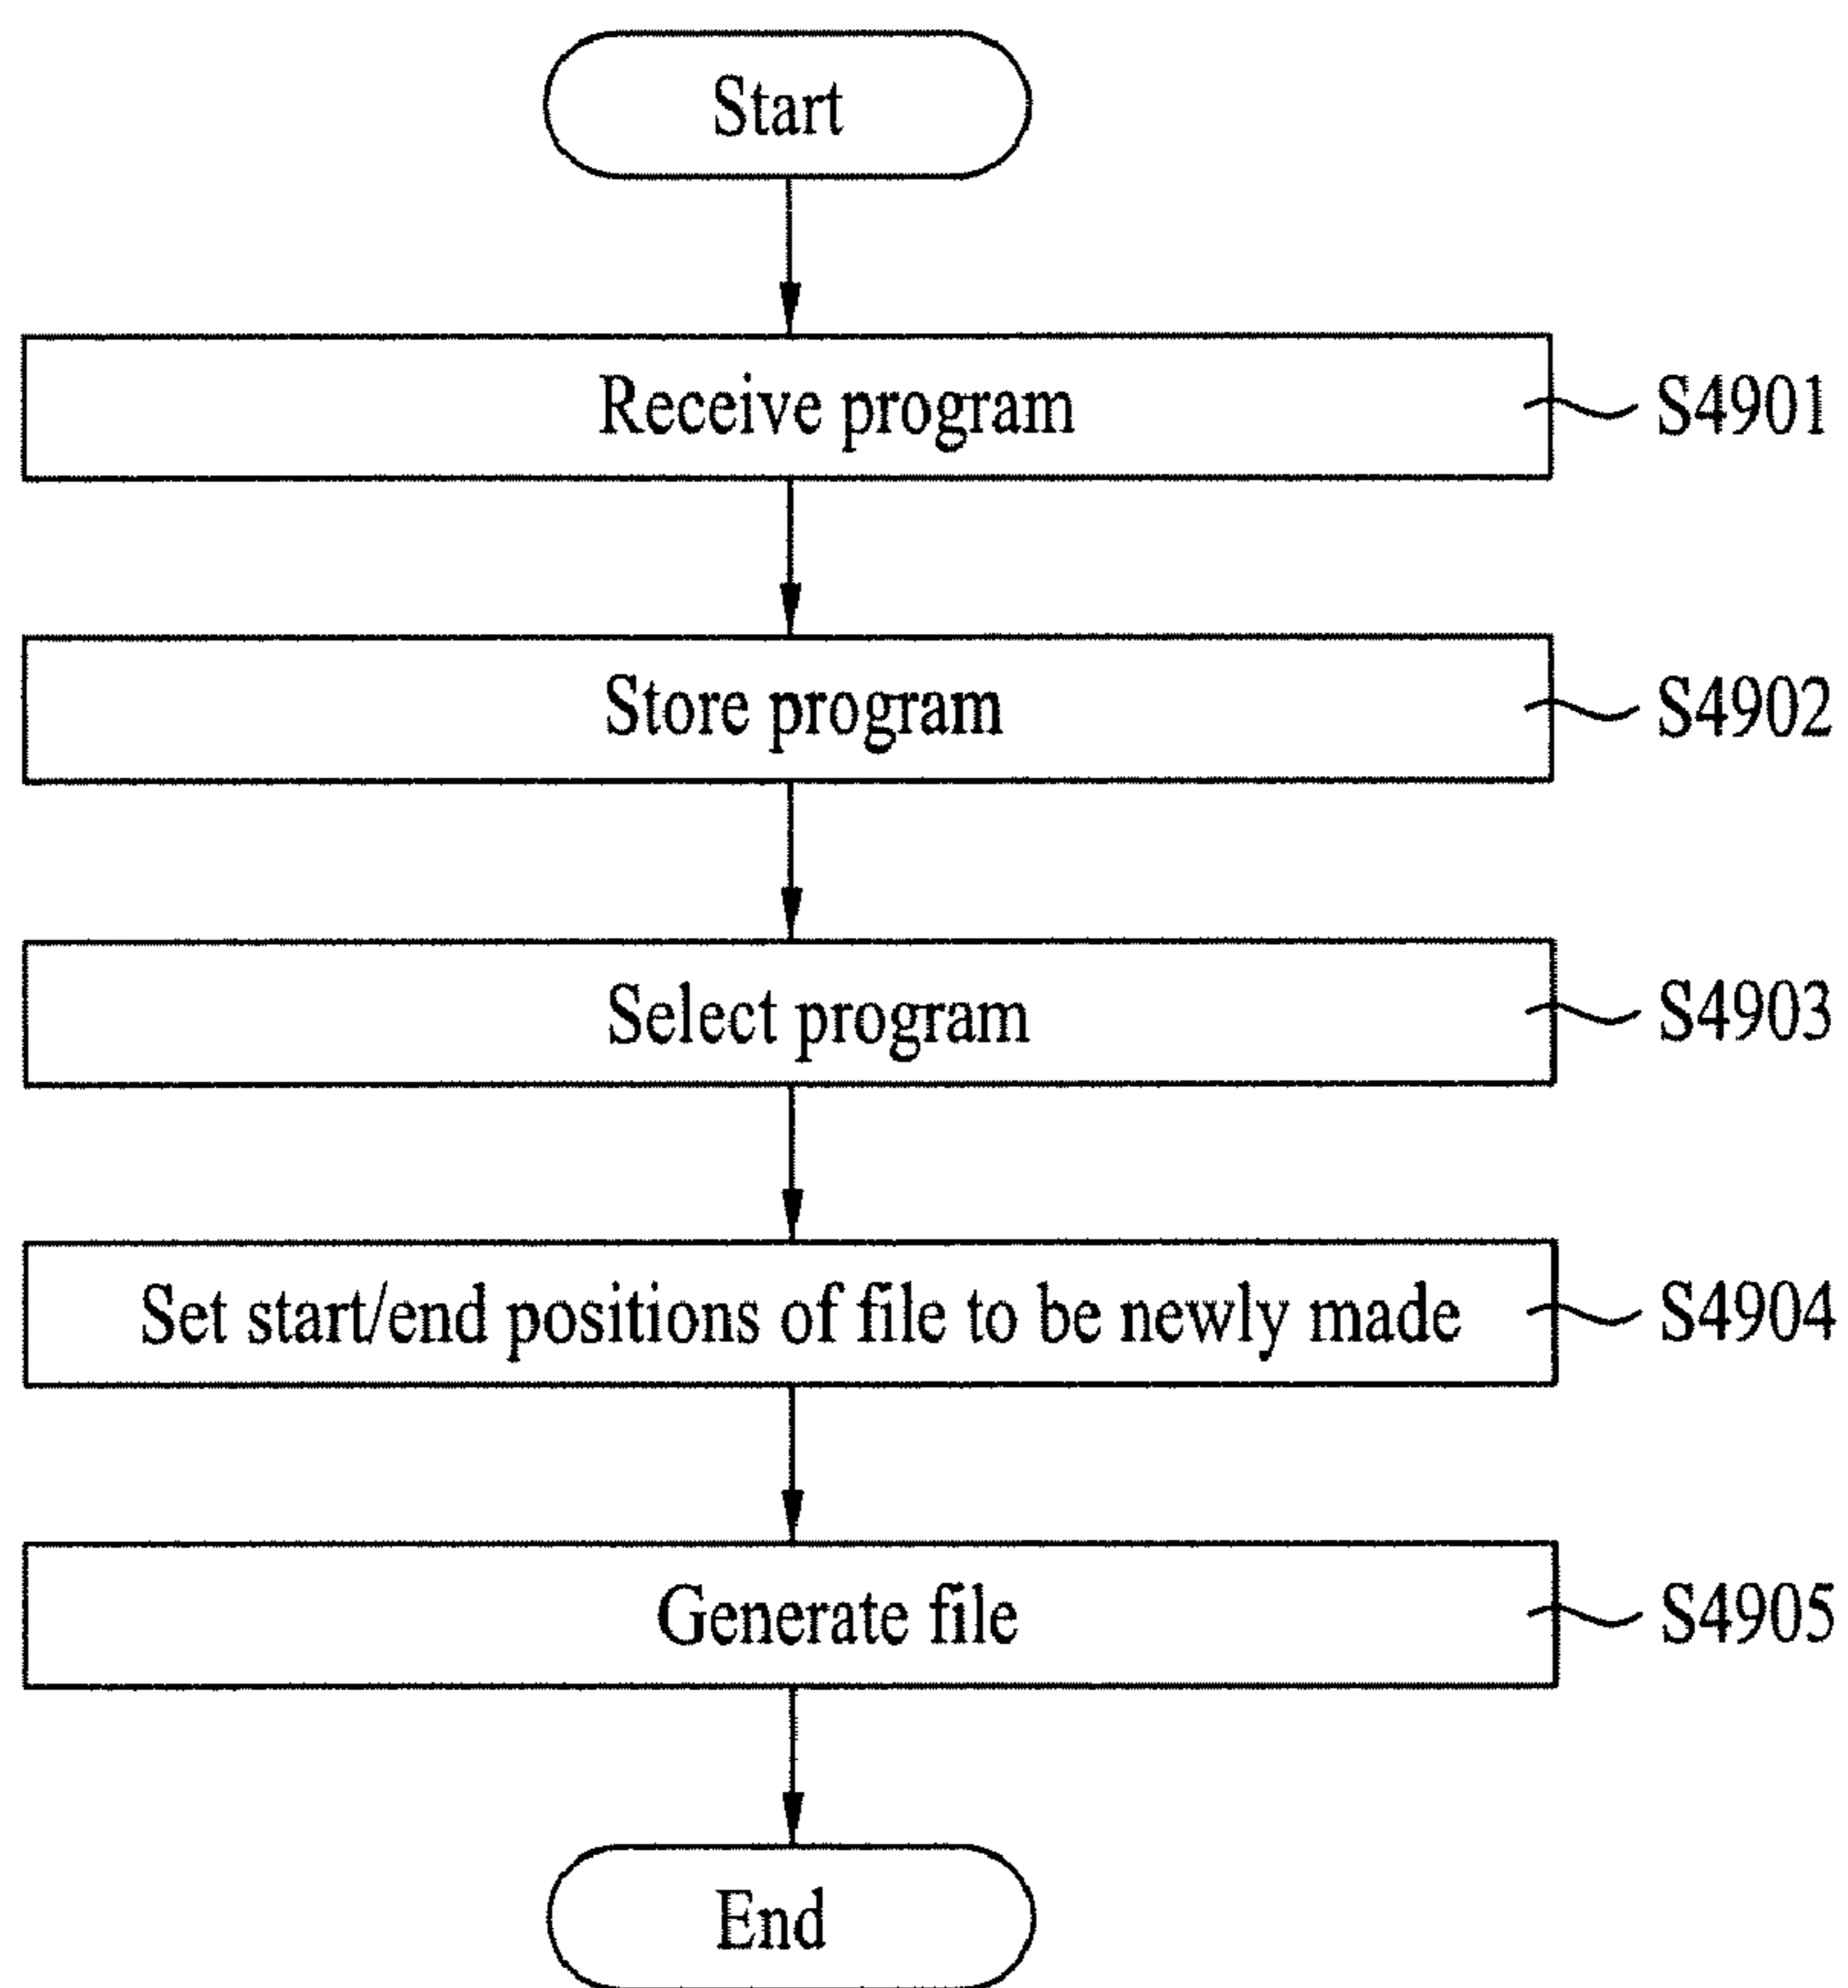 Start
Receive program
S4901
Store program
S4902
Select program
S4903
Set start/end positions of file to be newly made
S4904
Generate file
S4905
End